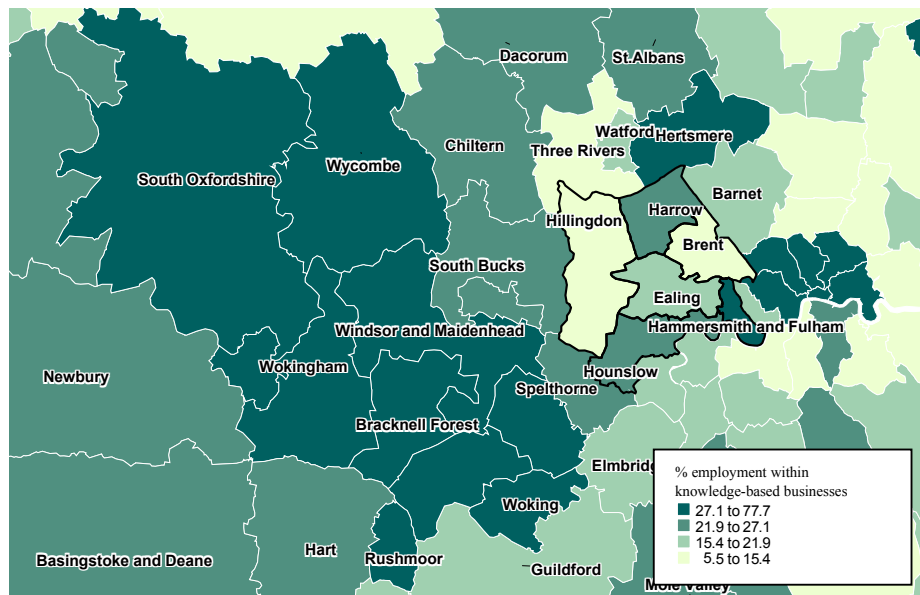 Dacorum
St.Albans
Watford
Hertsmere
Chiltern
Three Rivers
Wycombe
South Oxfordshire
Barnet
Harrow
Hillingdon
Brent
South Bucks
Ealing
Windsor and Maidenhead
Hammersmith and Fulham
Wokingham
Hounslow
Newbury
Spelthorne
Bracknell Forest
Elmbridg
Woking
Hart
Rushmoor
Basingstoke and Deane
Guildford
Mole Valley
% employment within
knowledge-based businesses
27.1 to 77.7
21.9 to 27.1
15.4 to 21.9
5.5 to 15.4